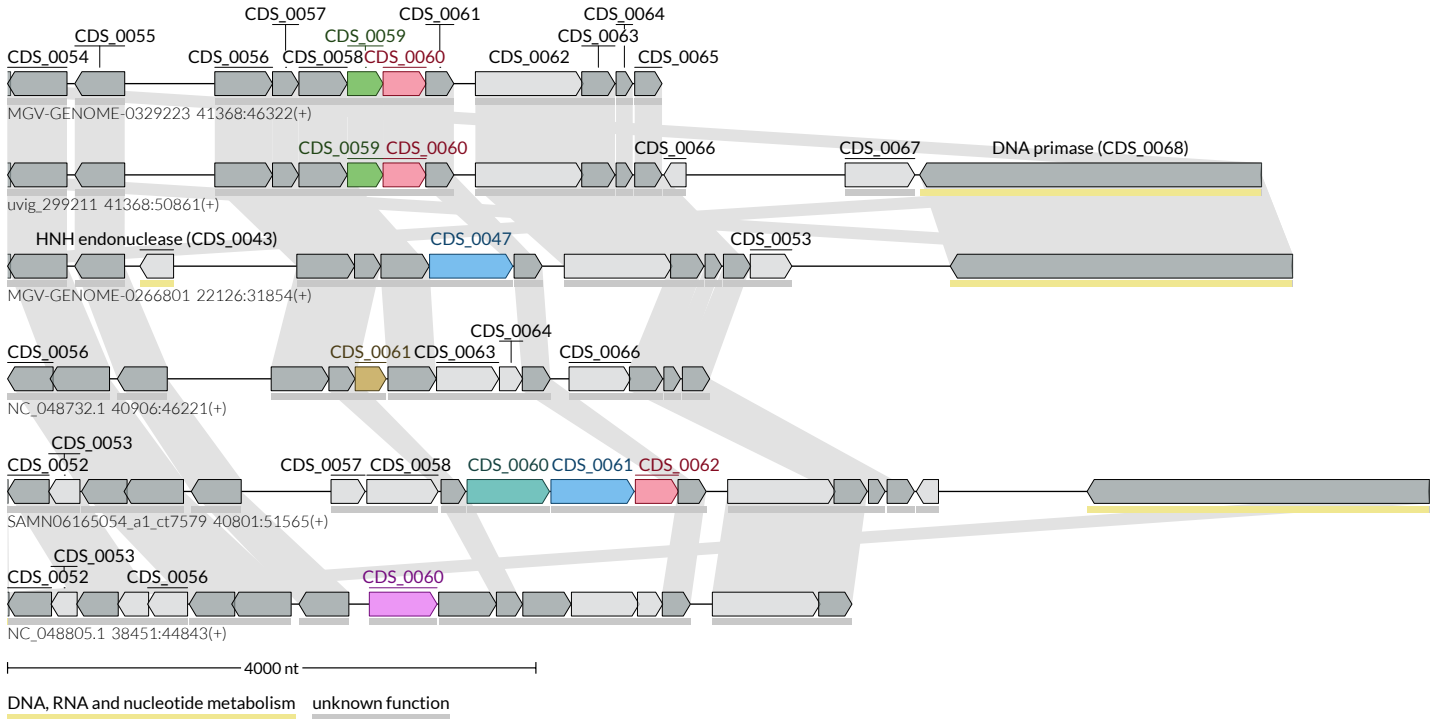 CDS_0057 CDS_0061 CDS_0064
CDS_0055 CDS_0059 CDS_0063
CDS_0054 CDS_0056 CDS_0058 CDS_0060 CDS_0062 CDS_0065
MGV-GENOME-0329223 41368:46322(+)
CDS_0059 CDS_0060 CDS_0066 CDS_0067 DNA primase (CDS_0068)
uvig_299211 41368:50861(+)
HNH endonuclease (CDS_0043) CDS_0047 CDS_0053
MGV-GENOME-0266801 22126:31854(+)
CDS_0064
CDS_0056 CDS_0061 CDS_0063 CDS_0066
NC_048732.1 40906:46221(+)
CDS_0053
CDS_0052 CDS_0057 CDS_0058 CDS_0060 CDS_0061 CDS_0062
SAMN06165054_a1_ct7579 40801:51565(+)
CDS_0053
CDS_0052 CDS_0056 CDS_0060
NC_048805.1 38451:44843(+)
4000 nt
DNA, RNA and nucleotide metabolism unknown function